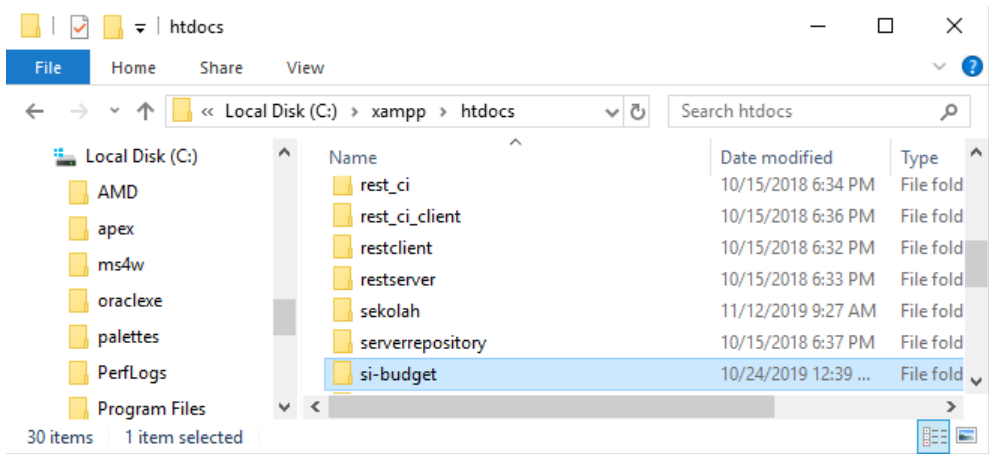 htdocs
File Home Share View
« Local Disk (C:) › xampp › htdocs Search htdocs
Local Disk (C:)
AMD
apex
ms4w
oraclexe
palettes
PerfLogs
Program Files
Name Date modified Type
rest_ci 10/15/2018 6:34 PM File fold
rest_ci_client 10/15/2018 6:36 PM File fold
restclient 10/15/2018 6:32 PM File fold
restserver 10/15/2018 6:33 PM File fold
sekolah 11/12/2019 9:27 AM File fold
serverrepository 10/15/2018 6:37 PM File fold
si-budget 10/24/2019 12:39 ... File fold
30 items 1 item selected